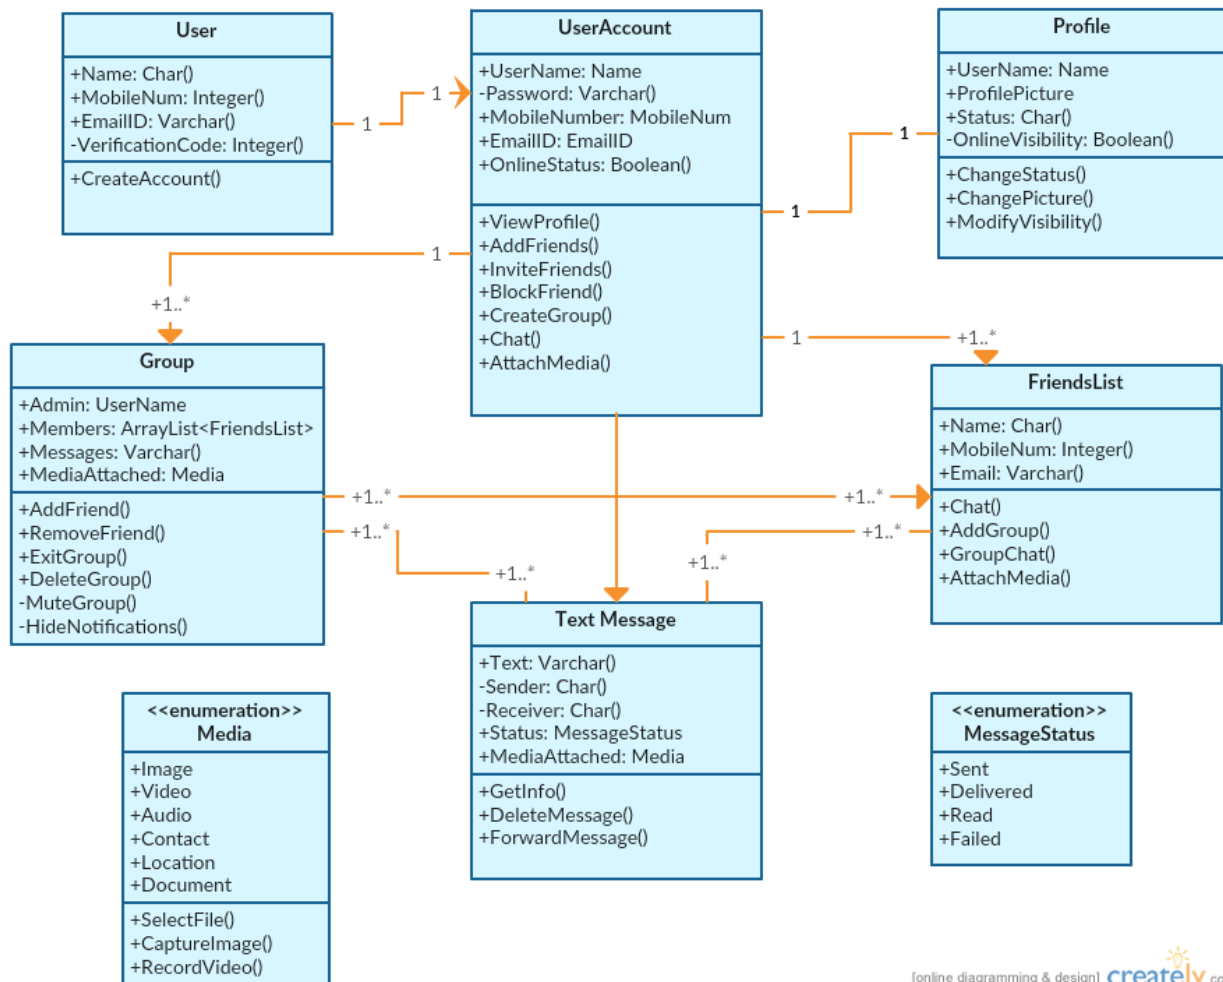 User
+Name: Char()
+MobileNum: Integer()
+EmailID: Varchar()
-VerificationCode: Integer()
+CreateAccount()
1
1
UserAccount
+UserName: Name
-Password: Varchar()
+MobileNumber: MobileNum
+EmailID: EmailID
+OnlineStatus: Boolean()
+ViewProfile()
+AddFriends()
+InviteFriends()
+BlockFriend()
+CreateGroup()
+Chat()
+AttachMedia()
1
1
Profile
+UserName: Name
+ProfilePicture
+Status: Char()
-OnlineVisibility: Boolean()
+ChangeStatus()
+ChangePicture()
+ModifyVisibility()
1
+1..*
1
+1..*
Group
+Admin: UserName
+Members: ArrayList<FriendsList>
+Messages: Varchar()
+MediaAttached: Media
+AddFriend()
+RemoveFriend()
+ExitGroup()
+DeleteGroup()
-MuteGroup()
-HideNotifications()
+1..*
+1..*
+1..*
+1..*
+1..*
+1..*
FriendsList
+Name: Char()
+MobileNum: Integer()
+Email: Varchar()
+Chat()
+AddGroup()
+GroupChat()
+AttachMedia()
Text Message
+Text: Varchar()
-Sender: Char()
-Receiver: Char()
+Status: MessageStatus
+MediaAttached: Media
+GetInfo()
+DeleteMessage()
+ForwardMessage()
<<enumeration>>
Media
+Image
+Video
+Audio
+Contact
+Location
+Document
+SelectFile()
+CaptureImage()
+RecordVideo()
<<enumeration>>
MessageStatus
+Sent
+Delivered
+Read
+Failed
[online diagramming & design] creately